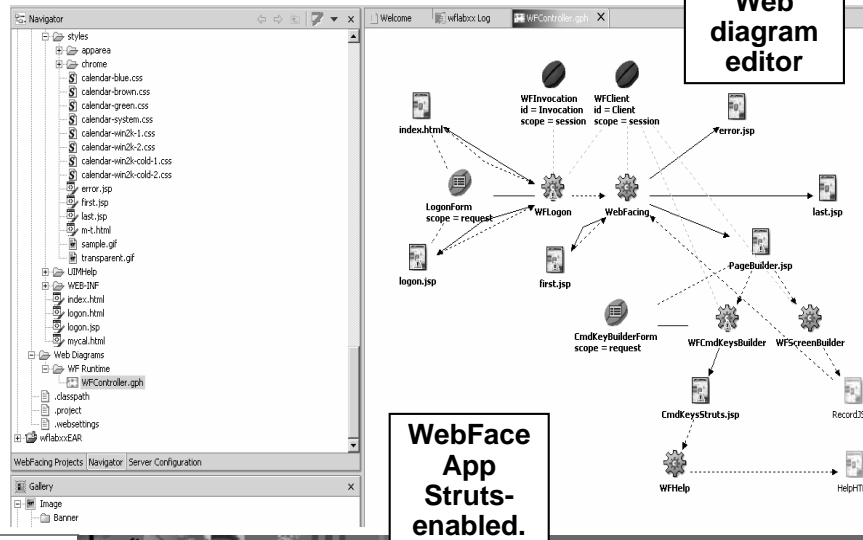 Navigator
styles
apparea
chrome
calendar-blue.css
calendar-brown.css
calendar-green.css
calendar-system.css
calendar-win2k-1.css
calendar-win2k-2.css
calendar-win2k-cold-1.css
calendar-win2k-cold-2.css
error.jsp
first.jsp
last.jsp
m-t.html
sample.gif
transparent.gif
UIMHelp
WEB-INF
index.html
logon.html
logon.jsp
mycal.html
Web Diagrams
WF Runtime
WFController.gph
.classpath
.project
.websettings
wflabxxEAR
WebFacing Projects
Navigator
Server Configuration
Gallery
Image
Banner
Welcome
wflabxx Log
WFController.gph
Web
diagram
editor
WFInvocation
id = Invocation
scope = session
WFClient
id = Client
scope = session
index.html
error.jsp
LogonForm
scope = request
WFLogon
WebFacing
last.jsp
logon.jsp
first.jsp
PageBuilder.jsp
CmdKeyBuilderForm
scope = request
WFCmdKeysBuilder
WFScreenBuilder
CmdKeysStruts.jsp
RecordJS
WFHelp
HelpHT
WebFace
App
Struts-
enabled.